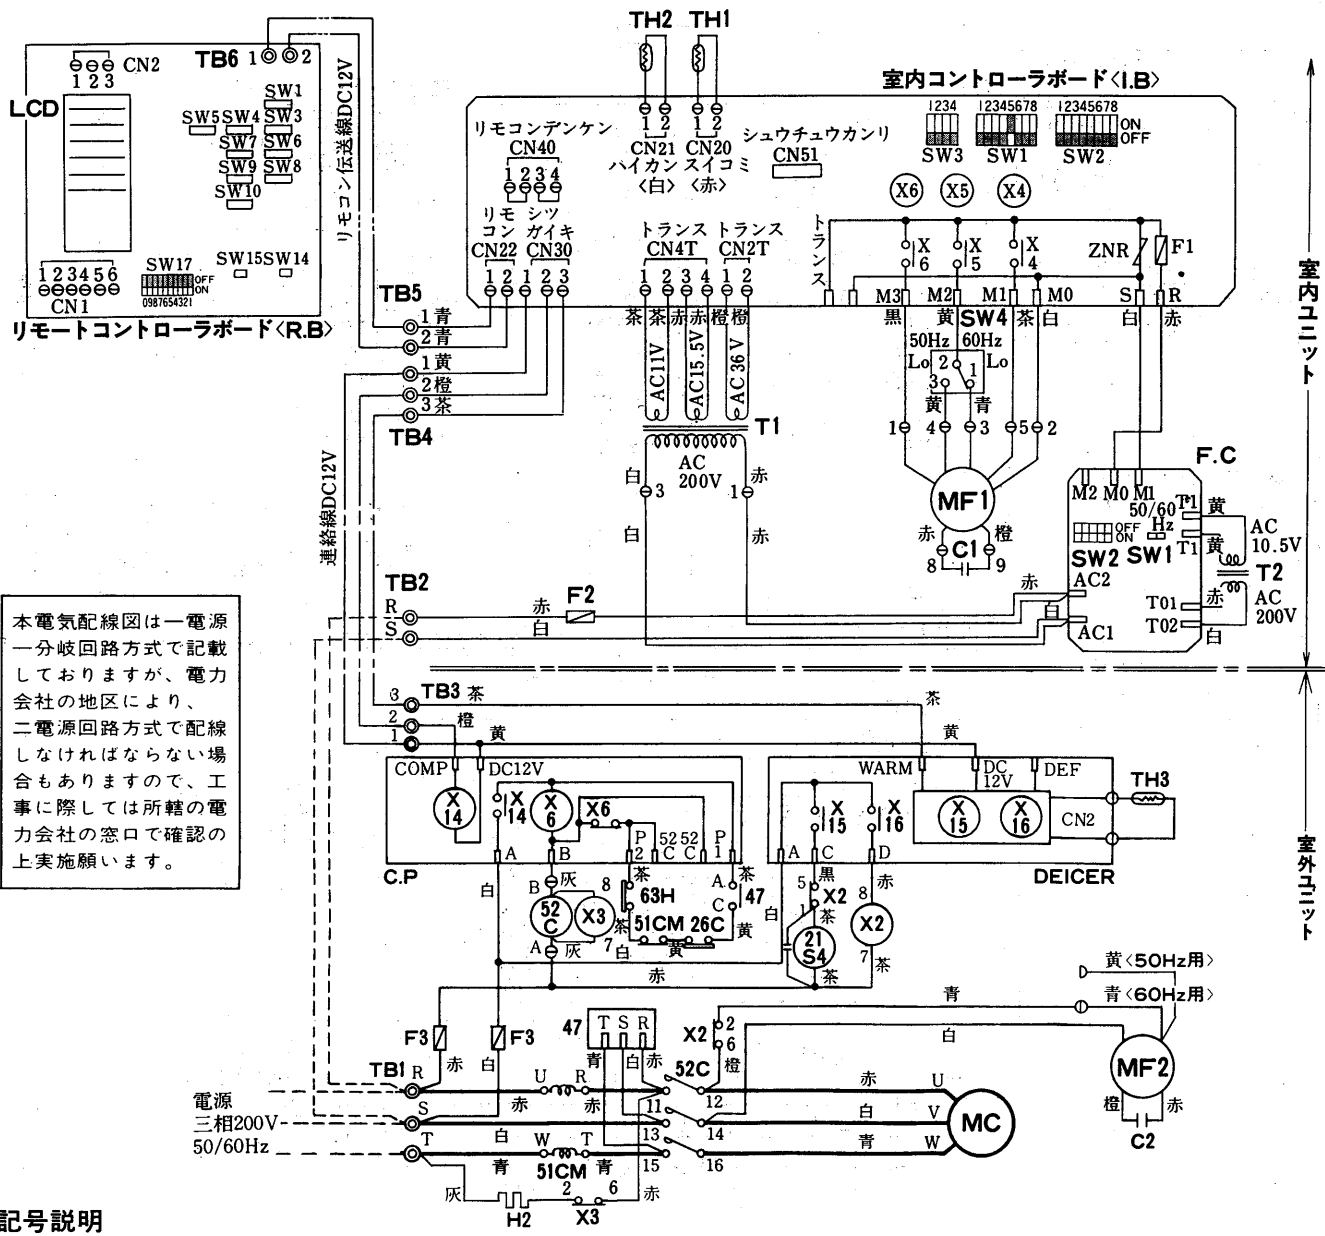 TH2 TH1
TB6 1 2
CN2
1 2 3
LCD
SW1
SW5 SW4 SW3
SW7 SW6
SW9 SW8
SW10
SW15 SW14
SW17
OFF
ON
0987654321
1 2 3 4 5 6
CN1
リモートコントローラボード〈R.B〉
リモコン伝送線DC12V
室内コントローラボード〈I.B〉
リモコンデンゲン
CN40
1 2 3 4
1 2 1 2
CN21 CN20
ハイカン スイコミ
〈白〉 〈赤〉
シュウチュウカンリ
CN51
1234 12345678 12345678
ON
OFF
SW3 SW1 SW2
X6 X5 X4
リモコン
CN22
1 2
シツガイキ
CN30
1 2 3
トランス
CN4T
1 2 3 4
トランス
CN2T
1 2
トランス
X6 X5 X4
ZNR F1
M3 M2 M1 M0 S R
黒 黄 SW4 茶 白 白 赤
茶 茶 赤 赤 橙 橙
AC11V AC15.5V AC36V
T1
AC
200V
白 赤
3 1
白 赤
50Hz 60Hz
Lo 2 1 Lo
3
黄 青
1 4 3 5 2
MF1
赤 橙
C1
8 9
TB5
1 青
2 青
1 黄
2 橙
3 茶
TB4
連絡線DC12V
F.C
M2 M0 M1
50/60
Hz
T1 黄
T1 黄
OFF
ON
SW2 SW1
AC
10.5V
T2
AC
200V
AC2
AC1
T01 赤
T02 白
TB2
R 赤 F2 赤
S 白 白
室内ユニット
室外ユニット
本電気配線図は一電源
一分岐回路方式で記載
しておりますが、電力
会社の地区により、
二電源回路方式で配線
しなければならない場
合もありますので、工
事に際しては所轄の電
力会社の窓口で確認の
上実施願います。
3 TB3 茶 茶
2 橙
1 黄 黄
COMP DC12V
X14 X14 X6 X6
P2 52C 52C P1
A B
C.P
WARM DC12V DEF
X15 X16 X15 X16
CN2
TH3
A C D
DEICER
白 B 灰 8 茶 茶 A 47
52C X3 63H
51CM 26C
茶 C 黄
A 灰 7 白 黄
黒 赤
5 X2 8
1 茶 X2
白 21S4
茶 7 茶
赤
黄〈50Hz用〉
青〈60Hz用〉
青
白
F3 F3
赤 白
47 T S R
青 白 赤
X2 2
6
橙
52C
MF2
橙 赤
C2
TB1
R 赤 U R 赤 11 12 赤 U
S 白 13 14 白 V
T 青 W T 青 15 16 青 W
51CM
MC
電源
三相200V
50/60Hz
灰 H2 2 X3 6 赤
記号説明